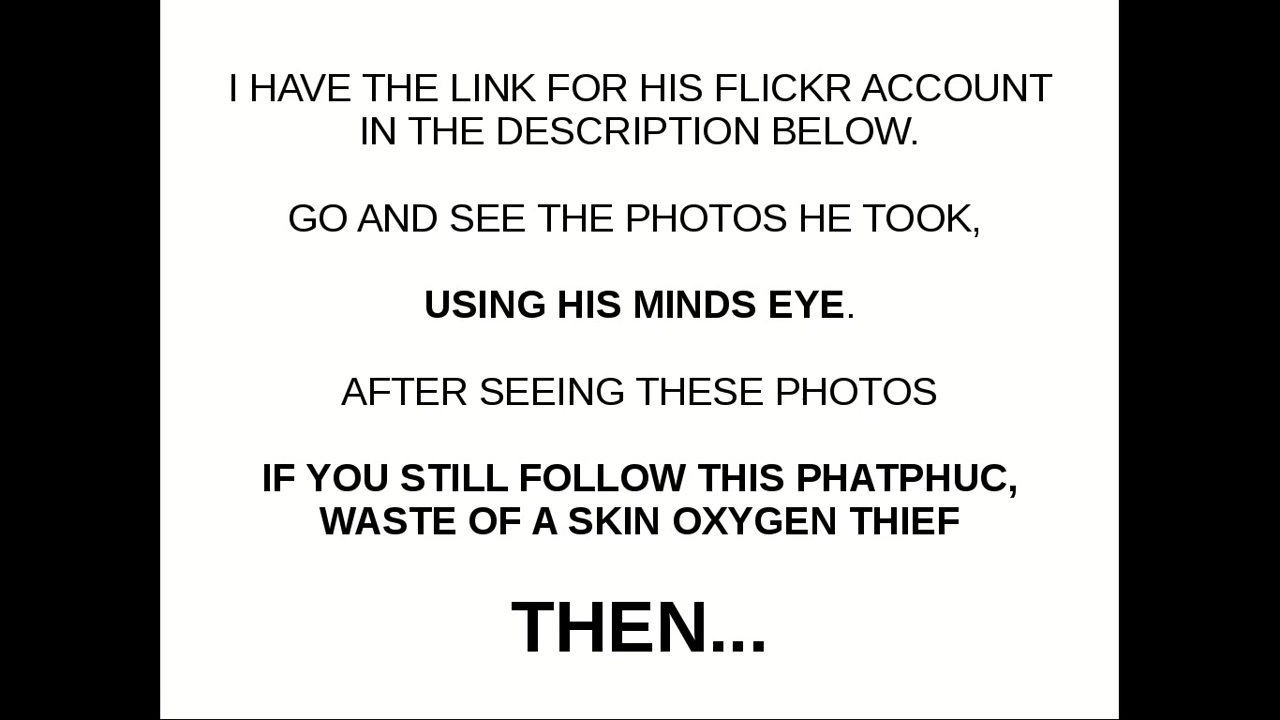 I HAVE THE LINK FOR HIS FLICKR ACCOUNT
IN THE DESCRIPTION BELOW.
GO AND SEE THE PHOTOS HE TOOK,
USING HIS MINDS EYE.
AFTER SEEING THESE PHOTOS
IF YOU STILL FOLLOW THIS PHATPHUC,
WASTE OF A SKIN OXYGEN THIEF
THEN...